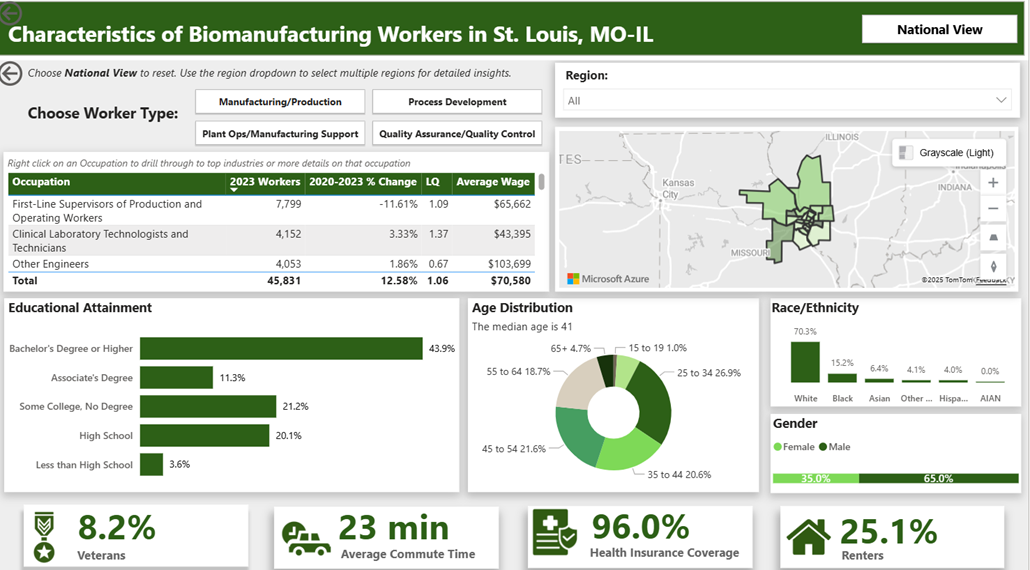 Characteristics of Biomanufacturing Workers in St. Louis, MO-IL
National View
Choose National View to reset. Use the region dropdown to select multiple regions for detailed insights.
Choose Worker Type:
Manufacturing/Production
Process Development
Plant Ops/Manufacturing Support
Quality Assurance/Quality Control
Region:
All
Right click on an Occupation to drill through to top industries or more details on that occupation
Occupation 2023 Workers 2020-2023 % Change LQ Average Wage
First-Line Supervisors of Production and
Operating Workers 7,799 -11.61% 1.09 $65,662
Clinical Laboratory Technologists and
Technicians 4,152 3.33% 1.37 $43,395
Other Engineers 4,053 1.86% 0.67 $103,699
Total 45,831 12.58% 1.06 $70,580
ILLINOIS
Grayscale (Light)
TES
Kansas
City
INDIANA
MISSOURI
Microsoft Azure
©2025 TomTom
Educational Attainment
Bachelor's Degree or Higher 43.9%
Associate's Degree 11.3%
Some College, No Degree 21.2%
High School 20.1%
Less than High School 3.6%
Age Distribution
The median age is 41
65+ 4.7%
15 to 19 1.0%
55 to 64 18.7%
25 to 34 26.9%
45 to 54 21.6%
35 to 44 20.6%
Race/Ethnicity
70.3% 15.2% 6.4% 4.1% 4.0% 0.0%
White Black Asian Other ... Hispa... AIAN
Gender
Female Male
35.0% 65.0%
8.2%
Veterans
23 min
Average Commute Time
96.0%
Health Insurance Coverage
25.1%
Renters